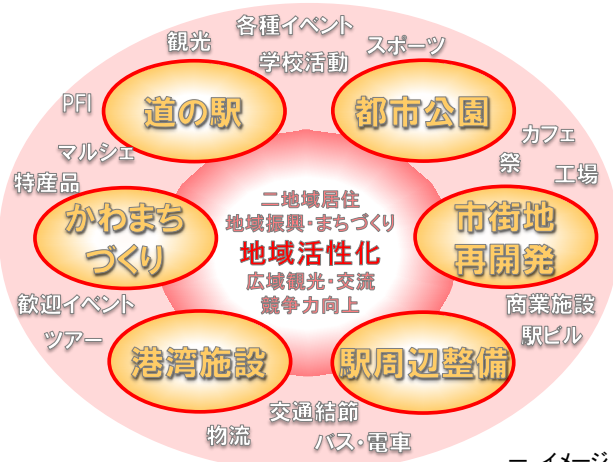 各種イベント
観光
スポーツ
学校活動
道の駅
都市公園
PFI
カフェ
マルシェ
祭
工場
特産品
かわまち
づくり
二地域居住
地域振興・まちづくり
地域活性化
広域観光・交流
競争力向上
市街地
再開発
歓迎イベント
商業施設
ツアー
駅ビル
港湾施設
駅周辺整備
交通結節
物流
バス・電車
イメージ